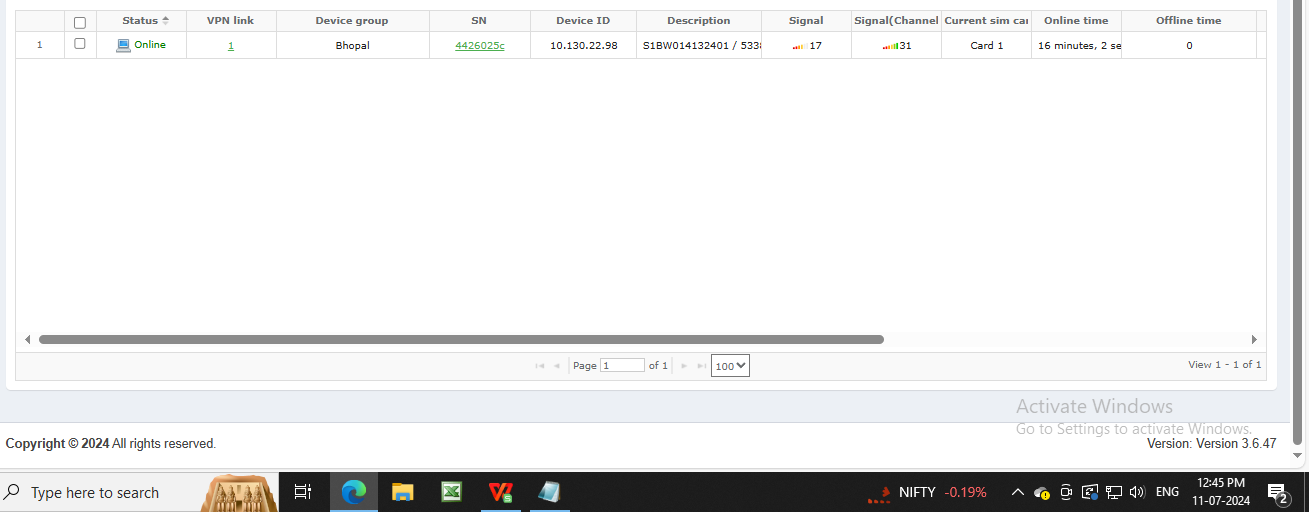 Status VPN link Device group SN Device ID Description Signal Signal(Channel Current sim car Online time Offline time
1 Online 1 Bhopal 4426025c 10.130.22.98 S1BW014132401 / 533 17 31 Card 1 16 minutes, 2 se 0
Page 1 of 1 100 View 1 - 1 of 1
Activate Windows
Go to Settings to activate Windows.
Copyright © 2024 All rights reserved. Version: Version 3.6.47
Type here to search NIFTY -0.19% ENG 12:45 PM
11-07-2024 2